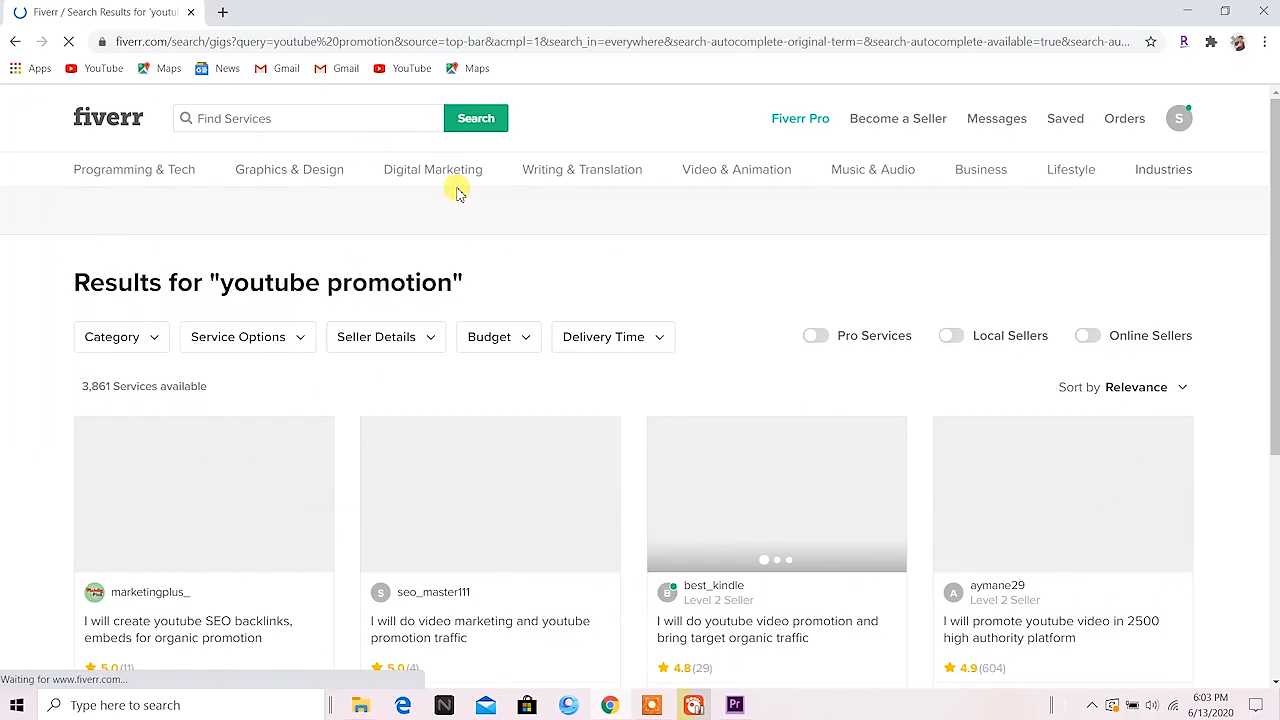 Fiverr / Search Results for 'youtul
fiverr.com/search/gigs?query=youtube%20promotion&source=top-bar&acmpl=1&search_in=everywhere&search-autocomplete-original-term=&search-autocomplete-available=true&search-au...
Apps YouTube Maps News Gmail Gmail YouTube Maps
fiverr Find Services Search Fiverr Pro Become a Seller Messages Saved Orders S
Programming & Tech Graphics & Design Digital Marketing Writing & Translation Video & Animation Music & Audio Business Lifestyle Industries
Results for "youtube promotion"
Category Service Options Seller Details Budget Delivery Time Pro Services Local Sellers Online Sellers
3,861 Services available Sort by Relevance
marketingplus_
I will create youtube SEO backlinks,
embeds for organic promotion
5.0 (11)
S seo_master111
I will do video marketing and youtube
promotion traffic
5.0 (4)
B best_kindle
Level 2 Seller
I will do youtube video promotion and
bring target organic traffic
4.8 (29)
A aymane29
Level 2 Seller
I will promote youtube video in 2500
high authority platform
4.9 (604)
Waiting for www.fiverr.com...
Type here to search
6:03 PM
6/13/2020